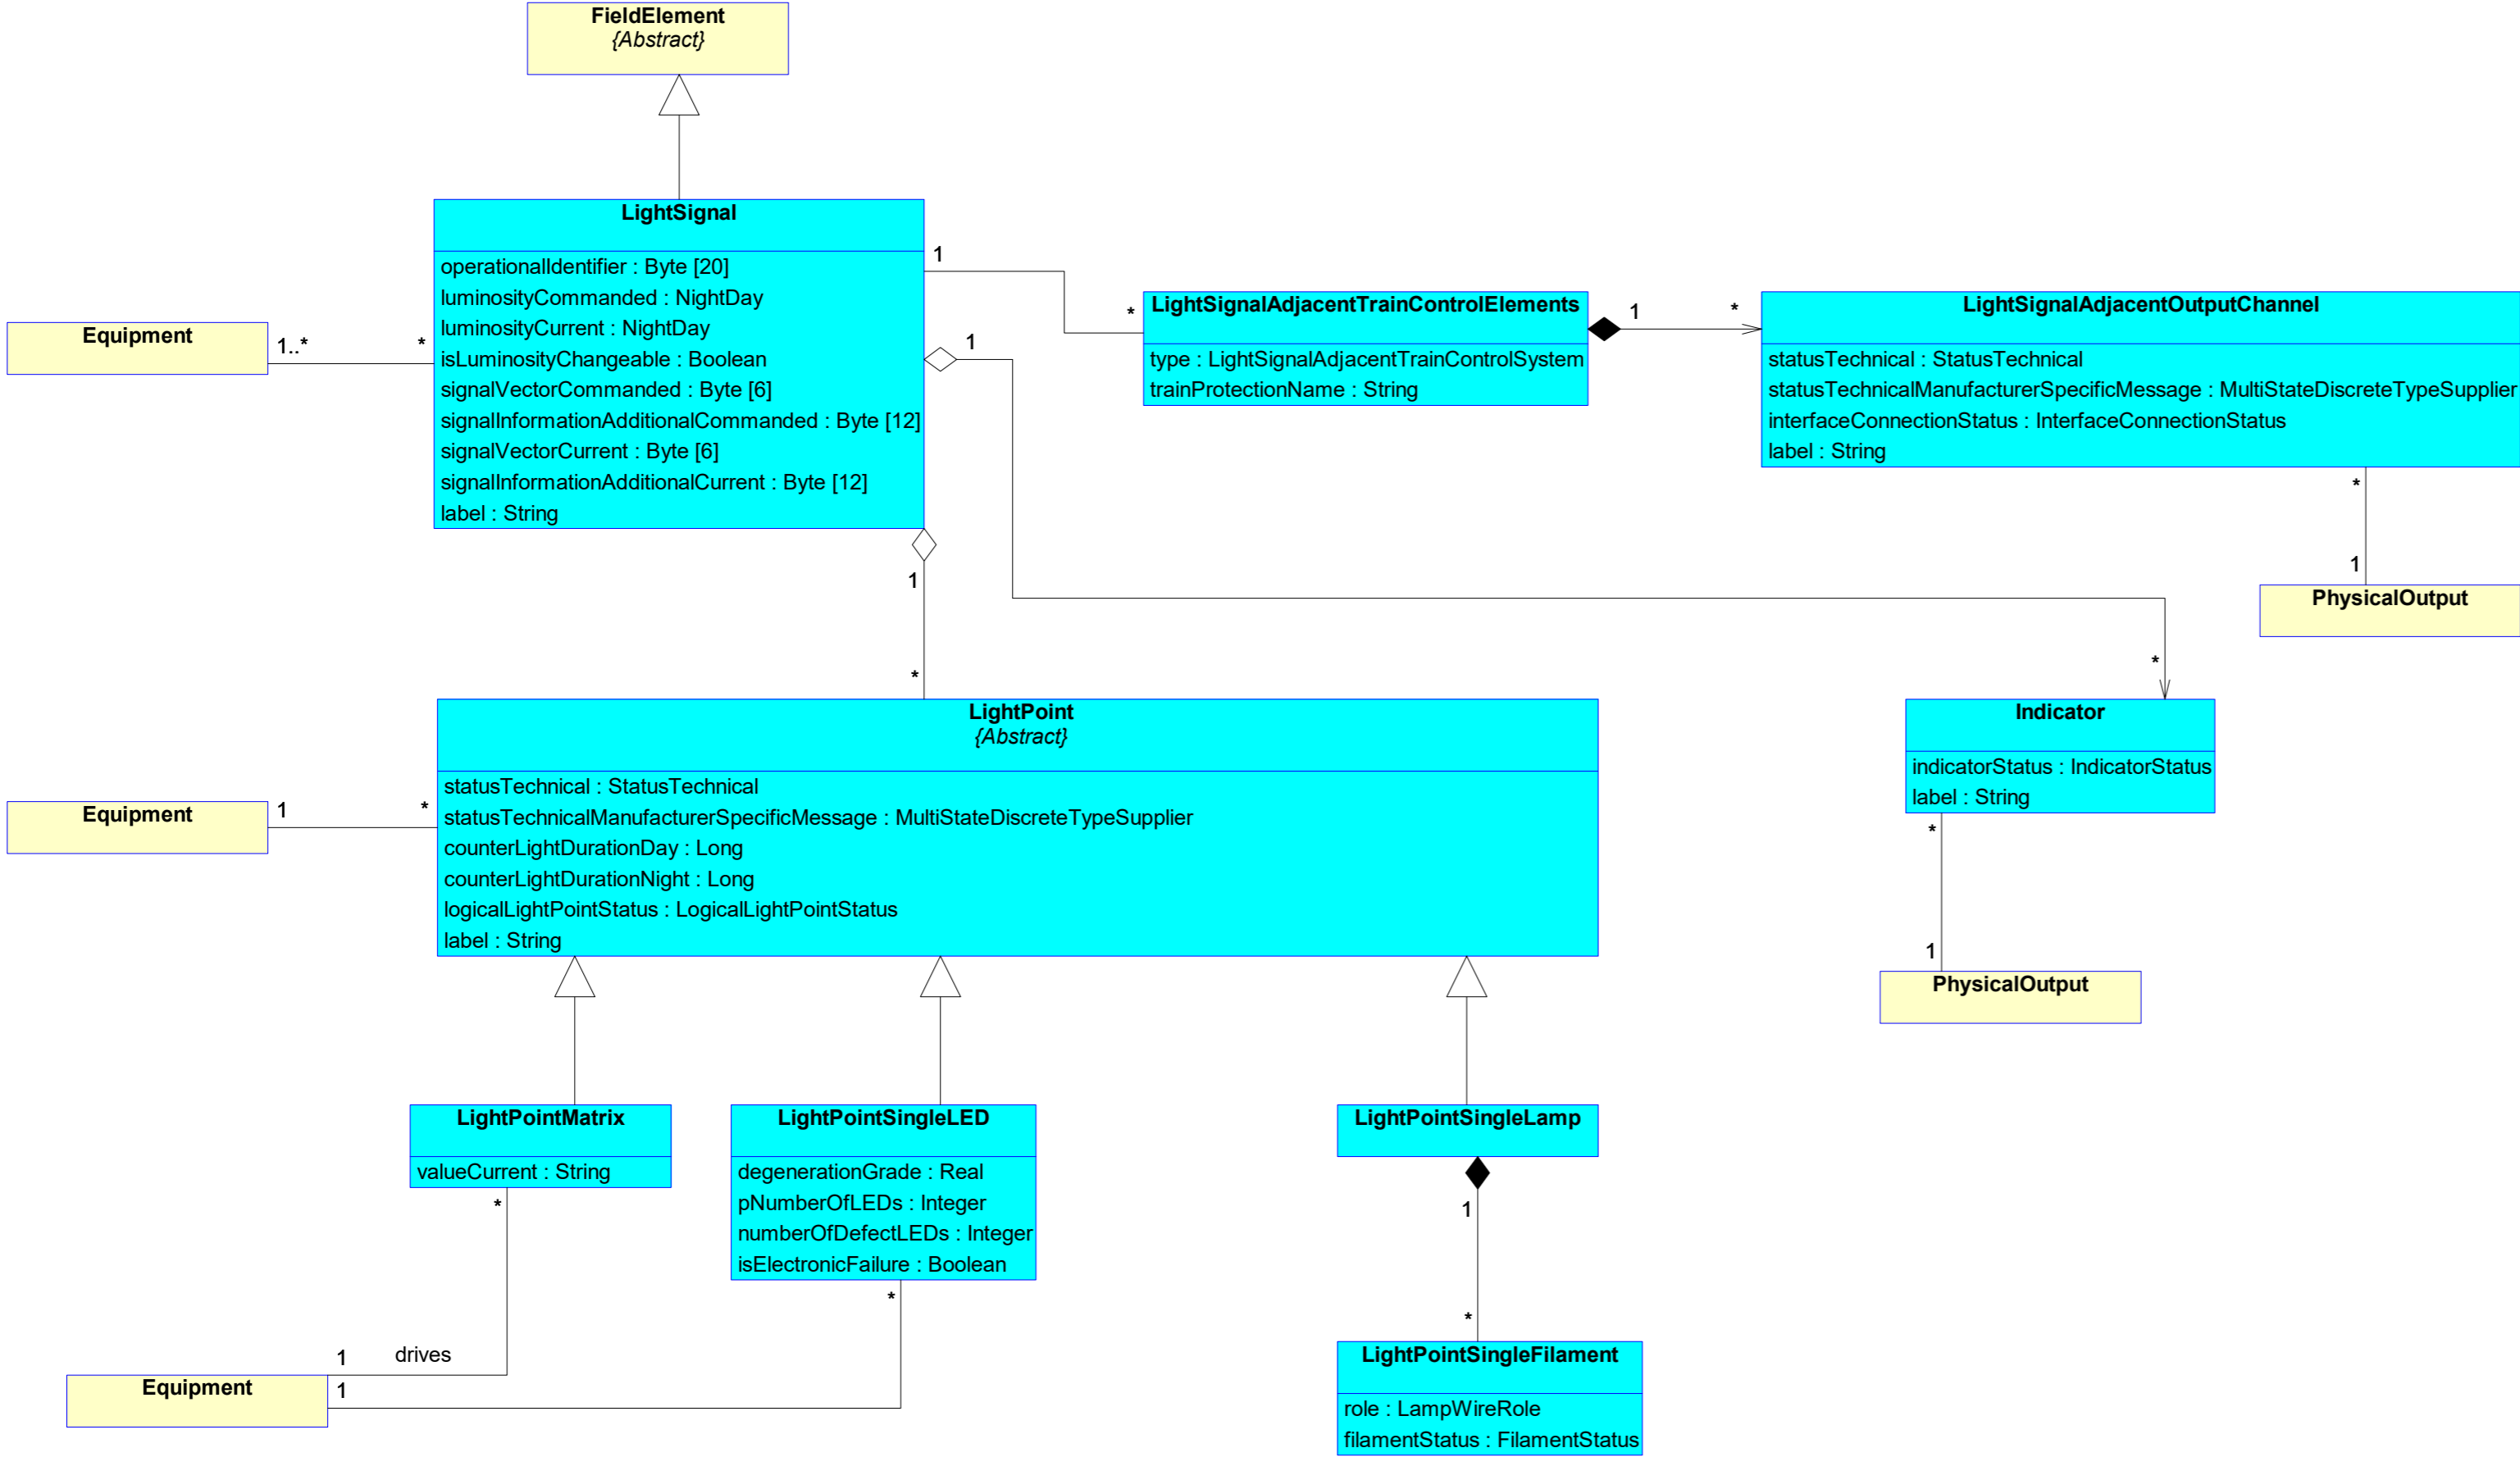 FieldElement
{Abstract}
LightSignal
operationalIdentifier : Byte [20]
luminosityCommanded : NightDay
luminosityCurrent : NightDay
isLuminosityChangeable : Boolean
signalVectorCommanded : Byte [6]
signalInformationAdditionalCommanded : Byte [12]
signalVectorCurrent : Byte [6]
signalInformationAdditionalCurrent : Byte [12]
label : String
Equipment
1..*
*
1
*
LightSignalAdjacentTrainControlElements
type : LightSignalAdjacentTrainControlSystem
trainProtectionName : String
1
*
LightSignalAdjacentOutputChannel
statusTechnical : StatusTechnical
statusTechnicalManufacturerSpecificMessage : MultiStateDiscreteTypeSupplier
interfaceConnectionStatus : InterfaceConnectionStatus
label : String
*
1
PhysicalOutput
1
*
1
*
LightPoint
{Abstract}
statusTechnical : StatusTechnical
statusTechnicalManufacturerSpecificMessage : MultiStateDiscreteTypeSupplier
counterLightDurationDay : Long
counterLightDurationNight : Long
logicalLightPointStatus : LogicalLightPointStatus
label : String
Equipment
1
*
Indicator
indicatorStatus : IndicatorStatus
label : String
*
1
PhysicalOutput
LightPointMatrix
valueCurrent : String
*
LightPointSingleLED
degenerationGrade : Real
pNumberOfLEDs : Integer
numberOfDefectLEDs : Integer
isElectronicFailure : Boolean
*
LightPointSingleLamp
1
*
1
drives
Equipment
1
LightPointSingleFilament
role : LampWireRole
filamentStatus : FilamentStatus